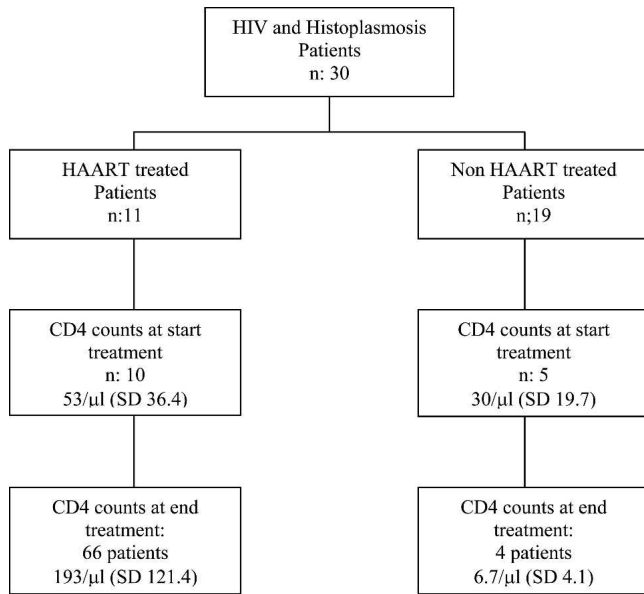 HIV and Histoplasmosis
Patients
n: 30
HAART treated
Patients
n:11
Non HAART treated
Patients
n;19
CD4 counts at start
treatment
n: 10
53/µl (SD 36.4)
CD4 counts at start
treatment
n: 5
30/µl (SD 19.7)
CD4 counts at end
treatment:
66 patients
193/µl (SD 121.4)
CD4 counts at end
treatment:
4 patients
6.7/µl (SD 4.1)